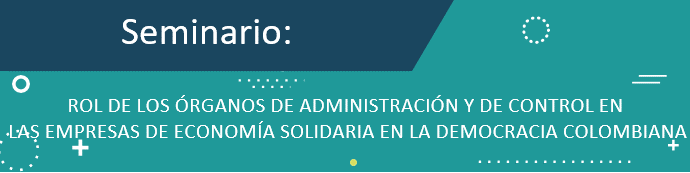 Seminario:
ROL DE LOS ÓRGANOS DE ADMINISTRACIÓN Y DE CONTROL EN
LAS EMPRESAS DE ECONOMÍA SOLIDARIA EN LA DEMOCRACIA COLOMBIANA